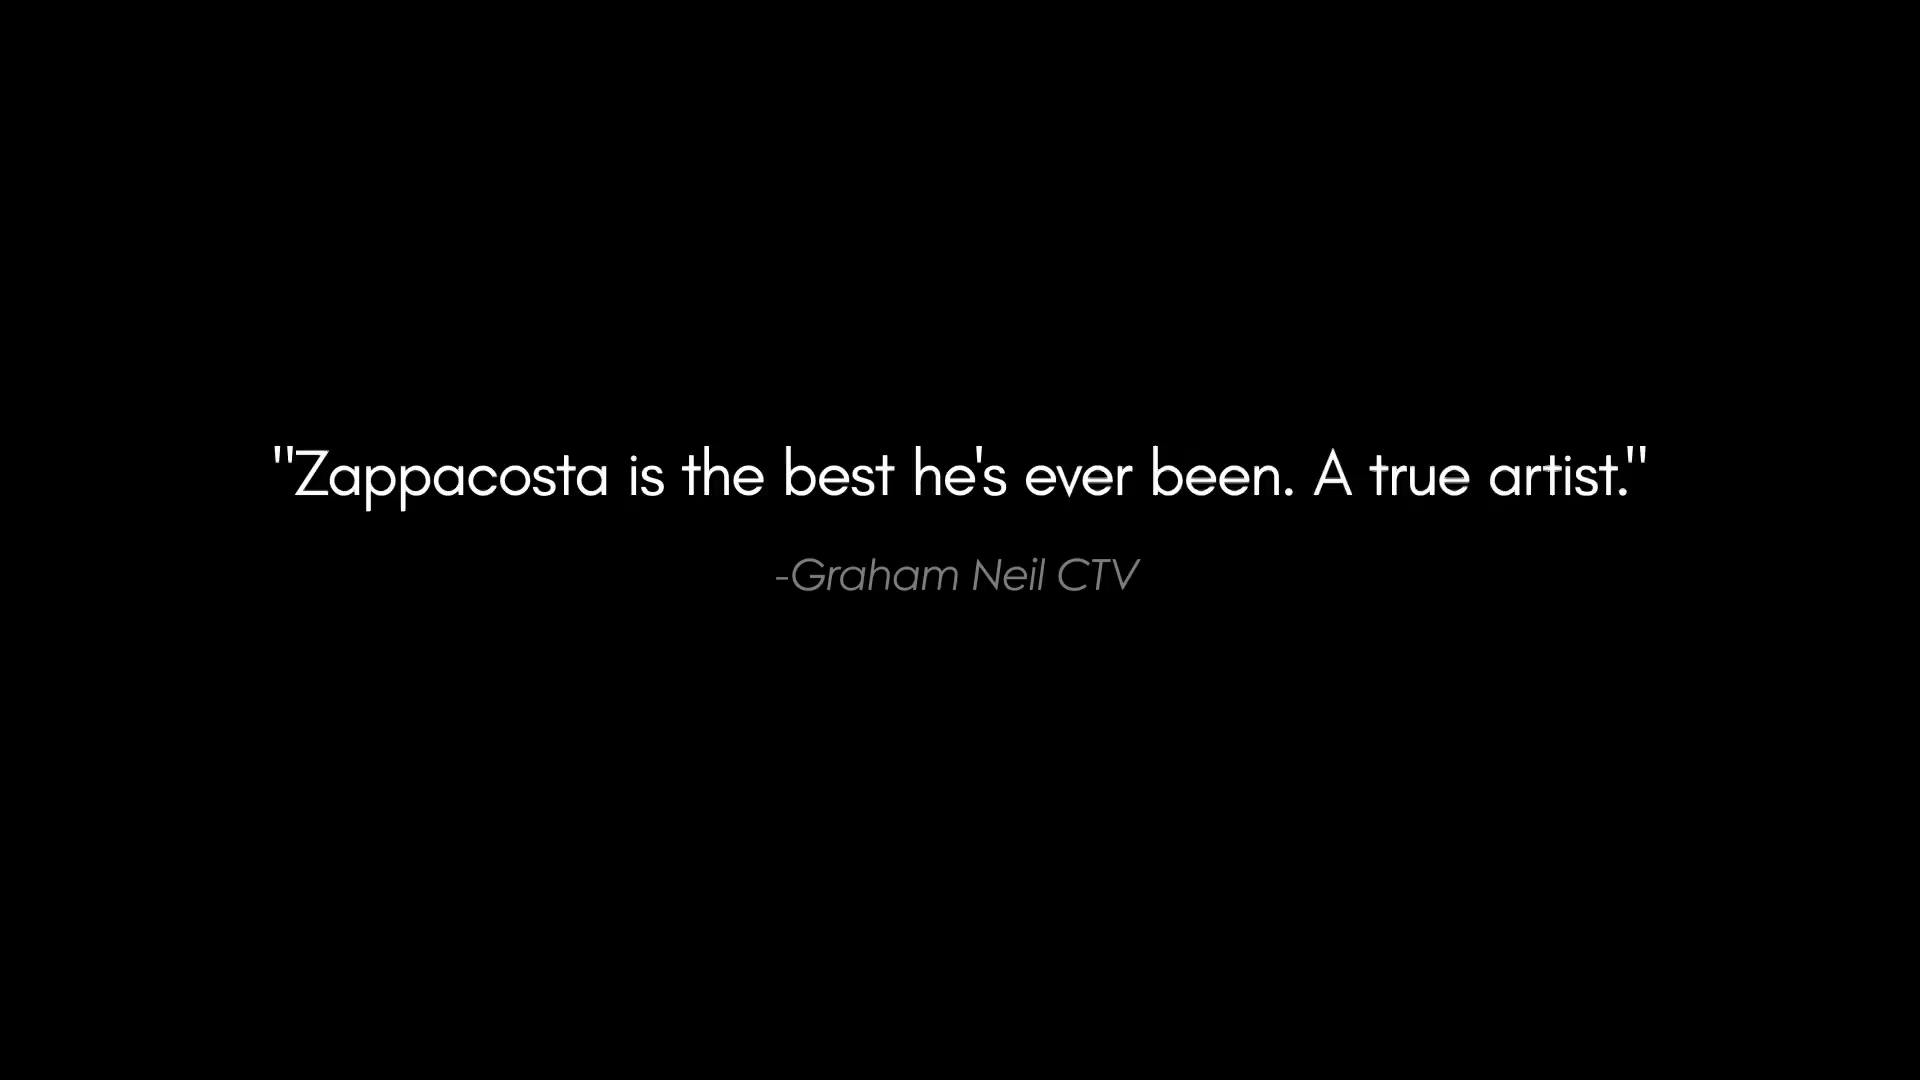 "Zappacosta is the best he's ever been. A true artist."
-Graham Neil CTV